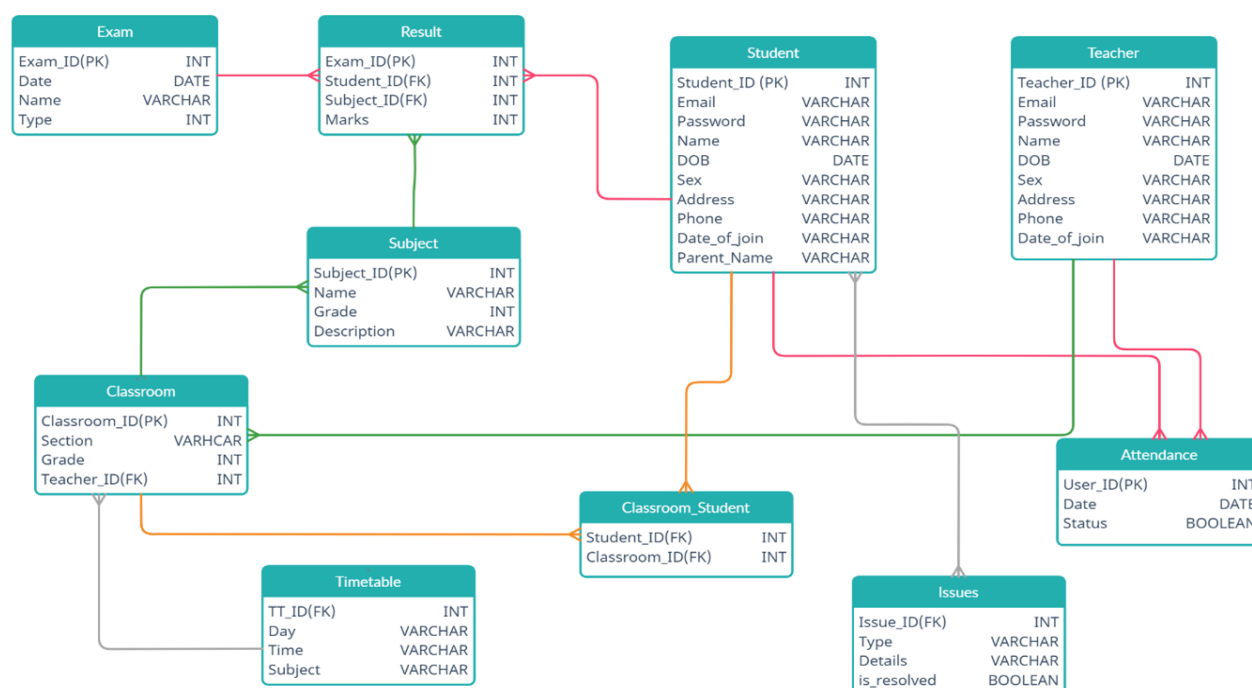 Exam
Exam_ID(PK) INT
Date DATE
Name VARCHAR
Type INT
Result
Exam_ID(PK) INT
Student_ID(FK) INT
Subject_ID(FK) INT
Marks INT
Student
Student_ID (PK) INT
Email VARCHAR
Password VARCHAR
Name VARCHAR
DOB DATE
Sex VARCHAR
Address VARCHAR
Phone VARCHAR
Date_of_join VARCHAR
Parent_Name VARCHAR
Teacher
Teacher_ID (PK) INT
Email VARCHAR
Password VARCHAR
Name VARCHAR
DOB DATE
Sex VARCHAR
Address VARCHAR
Phone VARCHAR
Date_of_join VARCHAR
Subject
Subject_ID(PK) INT
Name VARCHAR
Grade INT
Description VARCHAR
Classroom
Classroom_ID(PK) INT
Section VARHCAR
Grade INT
Teacher_ID(FK) INT
Attendance
User_ID(PK) INT
Date DATE
Status BOOLEAN
Classroom_Student
Student_ID(FK) INT
Classroom_ID(FK) INT
Timetable
TT_ID(FK) INT
Day VARCHAR
Time VARCHAR
Subject VARCHAR
Issues
Issue_ID(FK) INT
Type VARCHAR
Details VARCHAR
is_resolved BOOLEAN